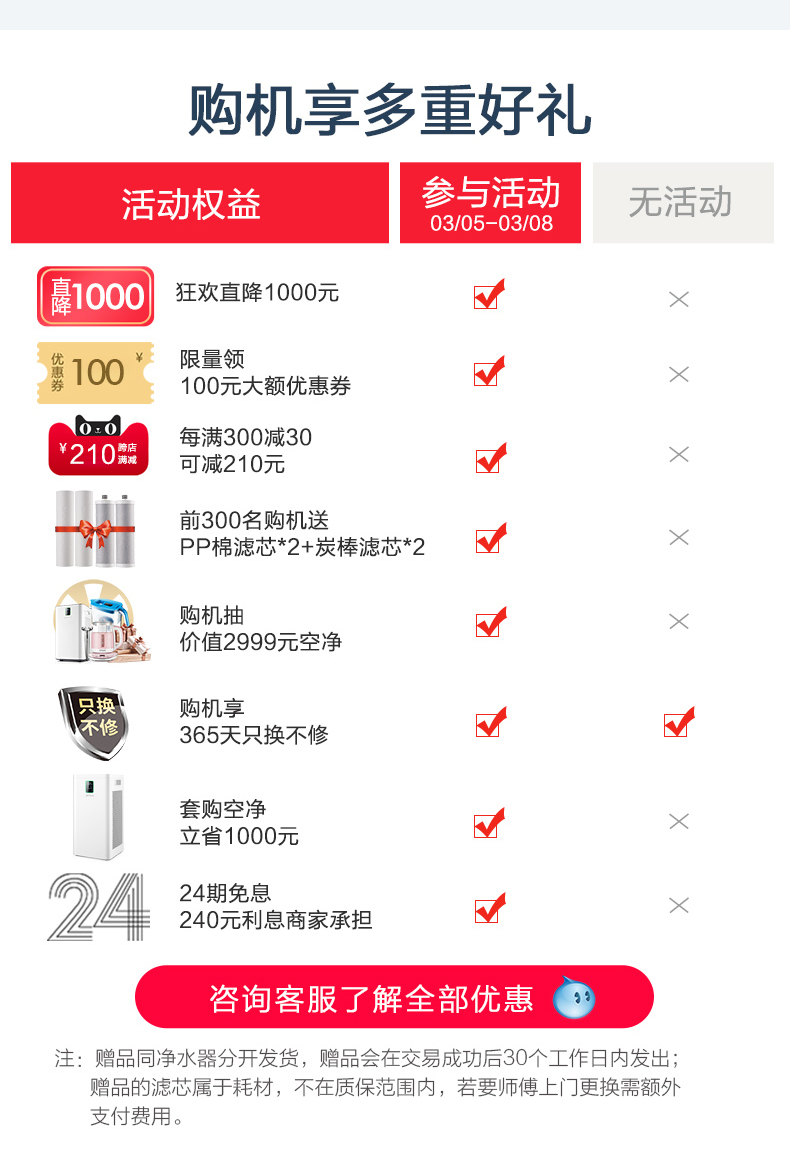 购机享多重好礼
活动权益
参与活动
03/05-03/08
无活动
直降1000
狂欢直降1000元
优惠券 100 ¥
限量领
100元大额优惠券
¥210 跨店满减
每满300减30
可减210元
前300名购机送
PP棉滤芯*2+炭棒滤芯*2
购机抽
价值2999元空净
只换
不修
购机享
365天只换不修
套购空净
立省1000元
24
24期免息
240元利息商家承担
咨询客服了解全部优惠
注：赠品同净水器分开发货，赠品会在交易成功后30个工作日内发出；
赠品的滤芯属于耗材，不在质保范围内，若要师傅上门更换需额外
支付费用。